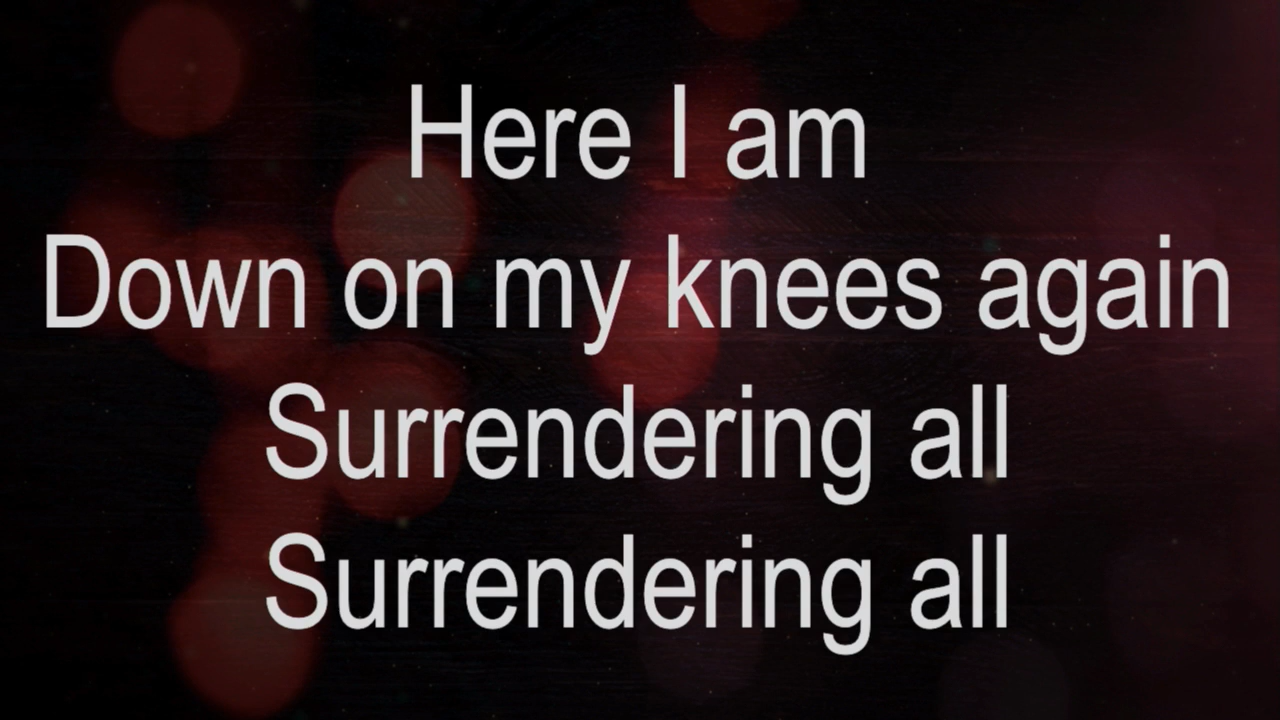 Here I am
Down on my knees again
Surrendering all
Surrendering all